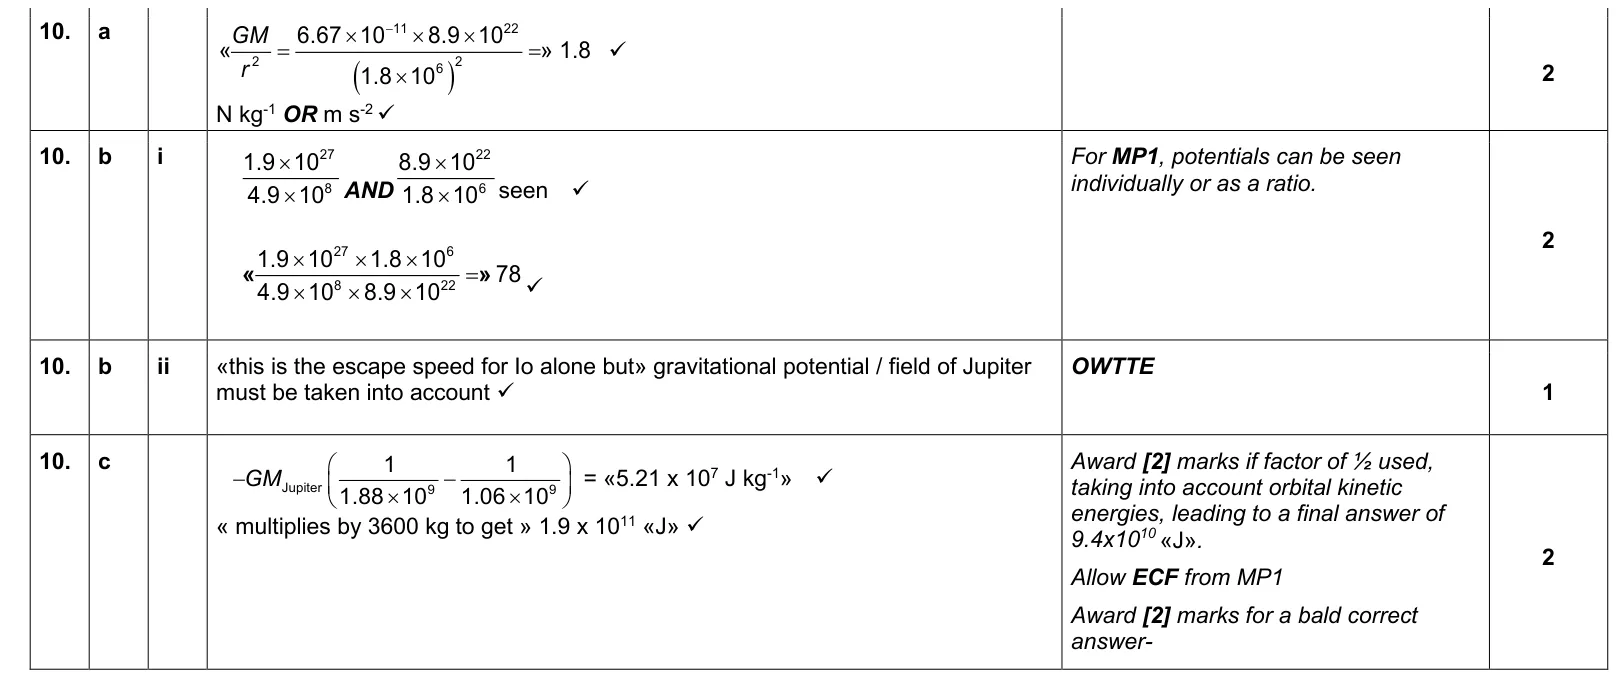 10. a «GM/r² = 6.67 × 10⁻¹¹ × 8.9 × 10²²/(1.8 × 10⁶)² =» 1.8 ✓
2
N kg⁻¹ OR m s⁻² ✓
10. b i 1.9 × 10²⁷/4.9 × 10⁸ AND 8.9 × 10²²/1.8 × 10⁶ seen ✓
For MP1, potentials can be seen
individually or as a ratio.
2
«1.9 × 10²⁷ × 1.8 × 10⁶/4.9 × 10⁸ × 8.9 × 10²² =» 78 ✓
10. b ii «this is the escape speed for Io alone but» gravitational potential / field of Jupiter
must be taken into account ✓
OWTTE
1
10. c −GM_Jupiter (1/1.88 × 10⁹ − 1/1.06 × 10⁹) = «5.21 x 10⁷ J kg⁻¹» ✓
« multiplies by 3600 kg to get » 1.9 x 10¹¹ «J» ✓
Award [2] marks if factor of ½ used,
taking into account orbital kinetic
energies, leading to a final answer of
9.4x10¹⁰ «J».
Allow ECF from MP1
Award [2] marks for a bald correct
answer-
2